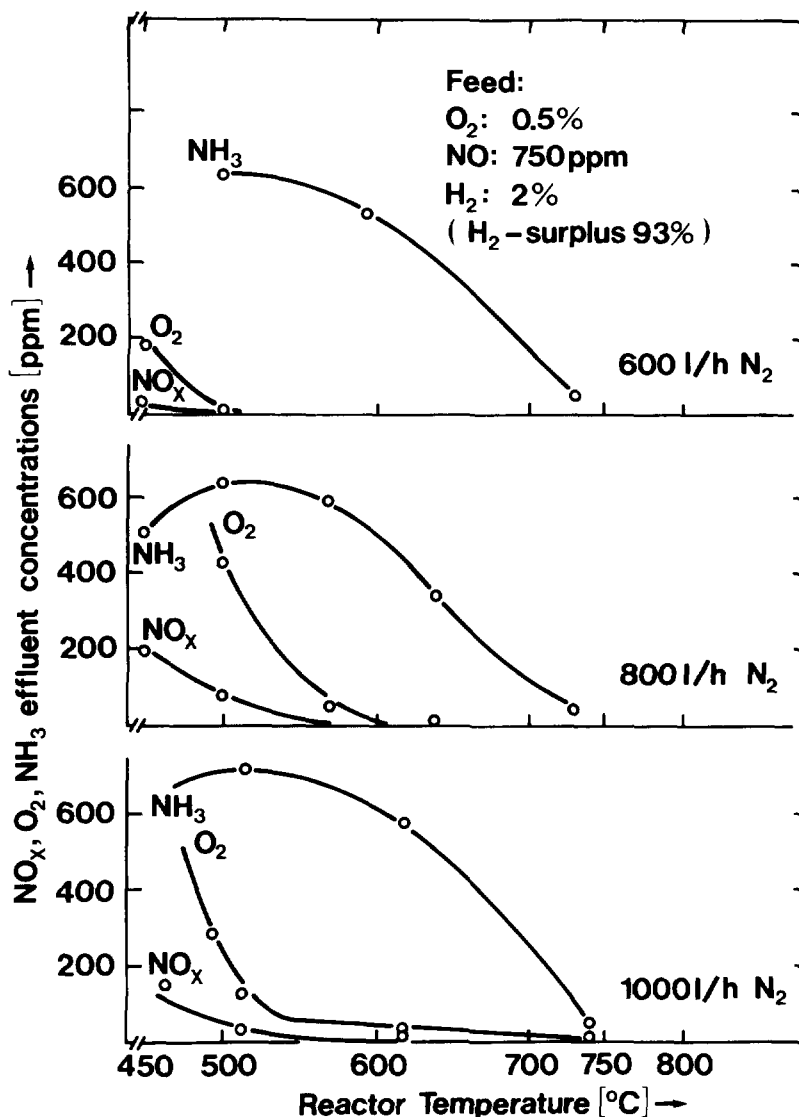 Feed:
O₂: 0.5%
NO: 750 ppm
H₂: 2%
( H₂-surplus 93% )
NH₃
600
400
200
O₂
NOₓ
600 l/h N₂
600
400
200
NH₃
O₂
NOₓ
800 l/h N₂
600
400
200
NH₃
O₂
NOₓ
1000 l/h N₂
450 500 600 700 750 800
NOₓ, O₂, NH₃ effluent concentrations [ppm] →
Reactor Temperature [°C] →